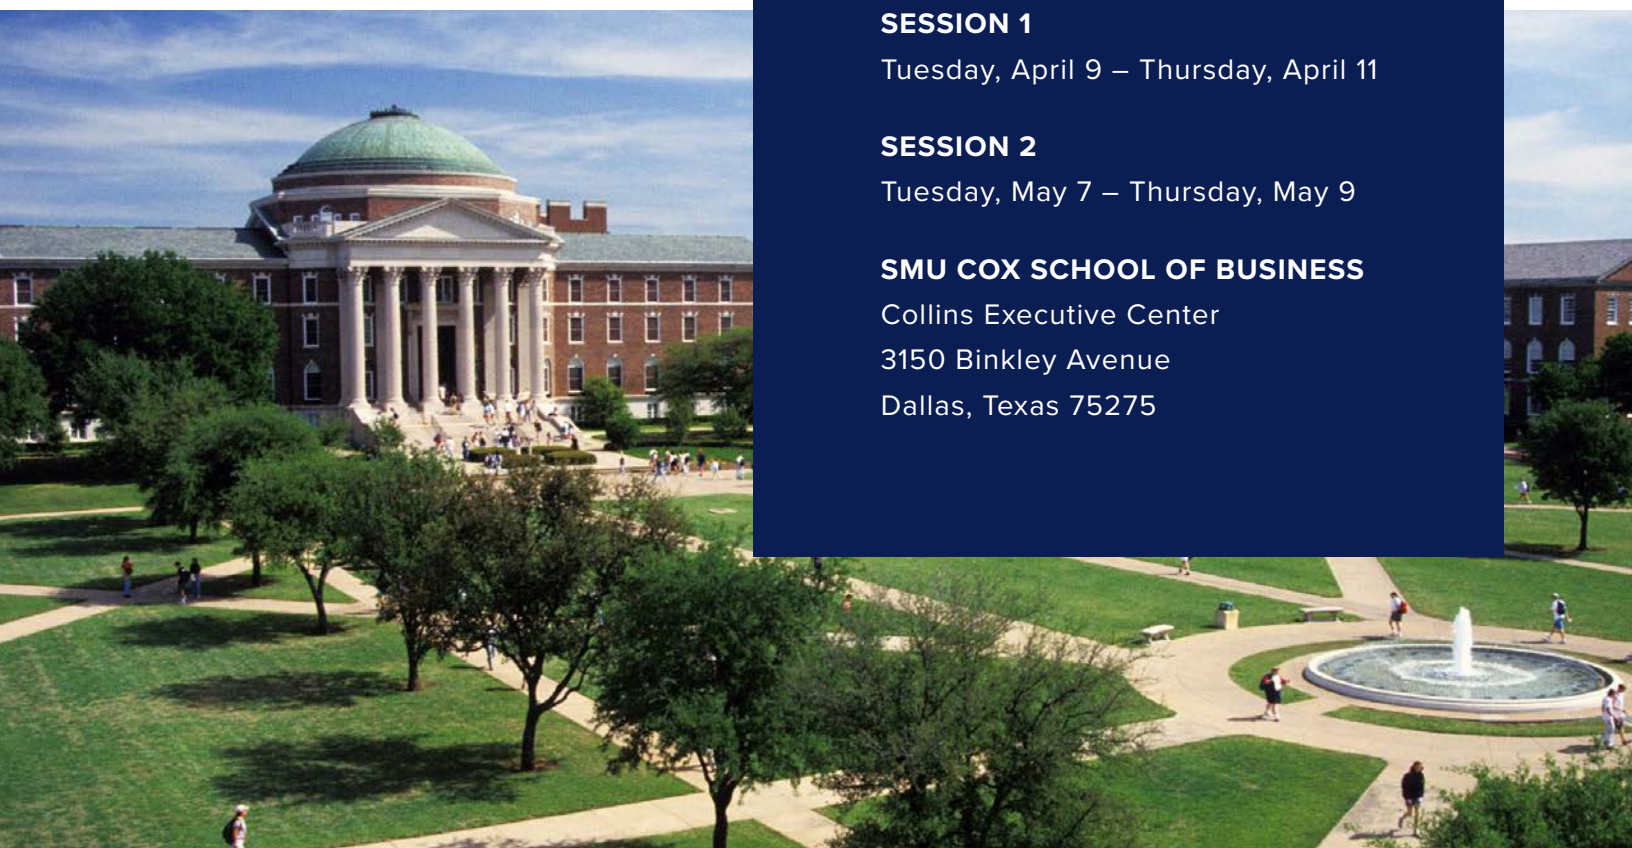 SESSION 1
Tuesday, April 9 – Thursday, April 11
SESSION 2
Tuesday, May 7 – Thursday, May 9
SMU COX SCHOOL OF BUSINESS
Collins Executive Center
3150 Binkley Avenue
Dallas, Texas 75275